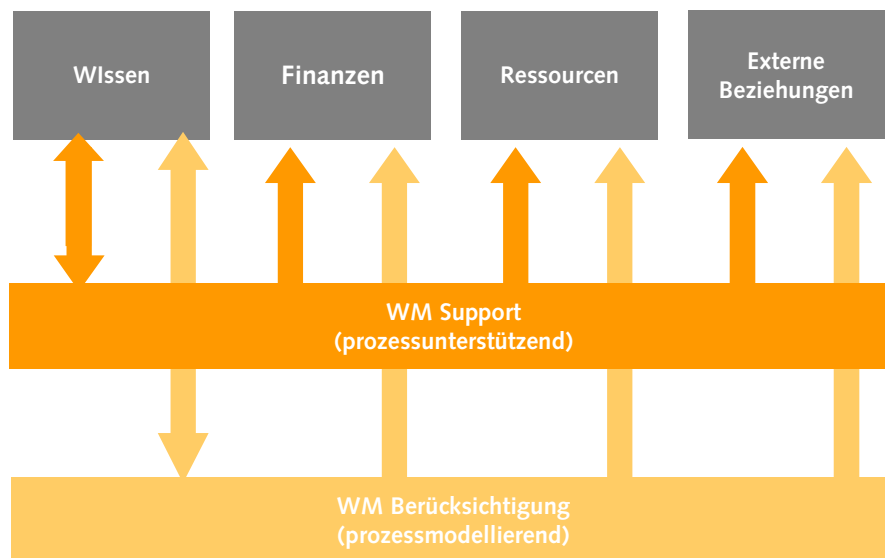 WIssen
Finanzen
Ressourcen
Externe
Beziehungen
WM Support
(prozessunterstützend)
WM Berücksichtigung
(prozessmodellierend)